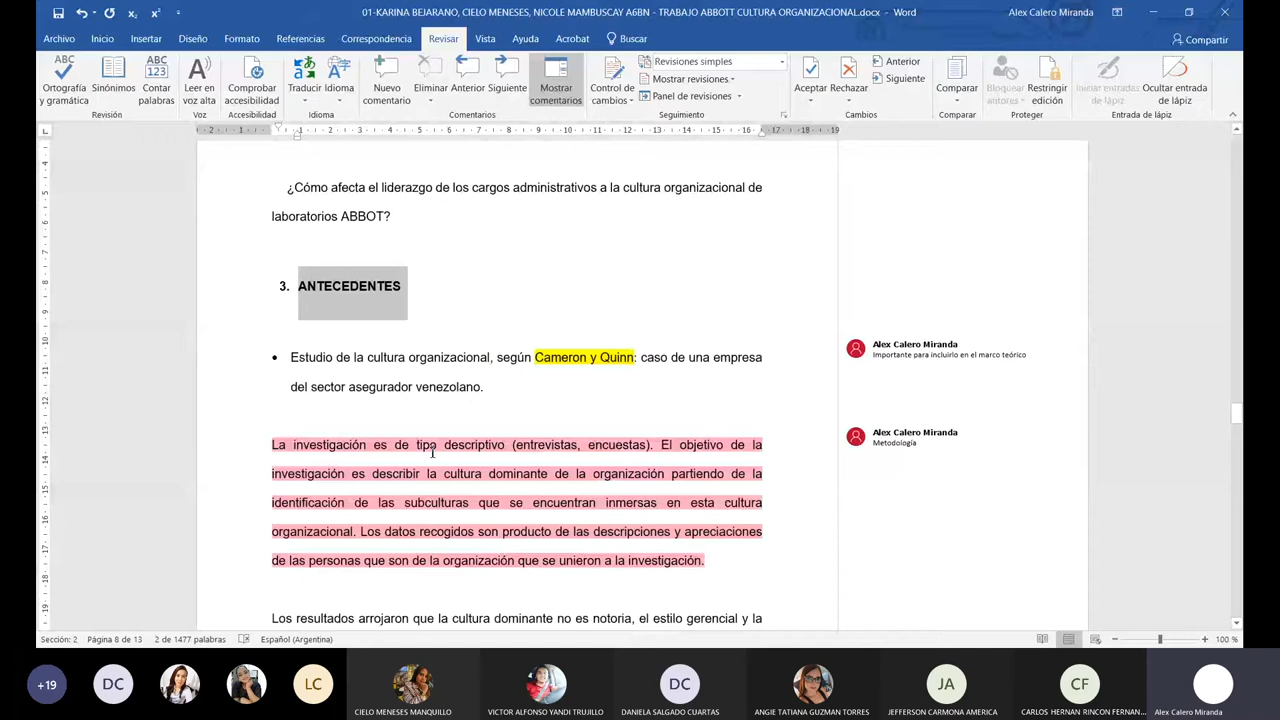 01-KARINA BEJARANO, CIELO MENESES, NICOLE MAMBUSCAY A6BN - TRABAJO ABBOTT CULTURA ORGANIZACIONAL.docx - Word
Alex Calero Miranda
Archivo Inicio Insertar Diseño Formato Referencias Correspondencia Revisar Vista Ayuda Acrobat Buscar
Compartir
Ortografía y gramática
Sinónimos
Contar palabras
Revisión
Leer en voz alta
Voz
Comprobar accesibilidad
Accesibilidad
Traducir
Idioma
Idioma
Nuevo comentario
Eliminar
Anterior
Siguiente
Mostrar comentarios
Comentarios
Control de cambios
Revisiones simples
Mostrar revisiones
Panel de revisiones
Seguimiento
Aceptar
Rechazar
Anterior
Siguiente
Cambios
Comparar
Comparar
Bloquear autores
Restringir edición
Proteger
Iniciar entradas de lápiz
Ocultar entrada de lápiz
Entrada de lápiz
¿Cómo afecta el liderazgo de los cargos administrativos a la cultura organizacional de
laboratorios ABBOT?
3. ANTECEDENTES
• Estudio de la cultura organizacional, según Cameron y Quinn: caso de una empresa
del sector asegurador venezolano.
Alex Calero Miranda
Importante para incluirlo en el marco teórico
La investigación es de tipo descriptivo (entrevistas, encuestas). El objetivo de la
investigación es describir la cultura dominante de la organización partiendo de la
identificación de las subculturas que se encuentran inmersas en esta cultura
organizacional. Los datos recogidos son producto de las descripciones y apreciaciones
de las personas que son de la organización que se unieron a la investigación.
Alex Calero Miranda
Metodología
Los resultados arrojaron que la cultura dominante no es notoria, el estilo gerencial y la
Sección: 2 Página 8 de 13 2 de 1477 palabras Español (Argentina) 100 %
+19
DC
LC
CIELO MENESES MANQUILLO
VICTOR ALFONSO YANDI TRUJILLO
DC
DANIELA SALGADO CUARTAS
ANGIE TATIANA GUZMAN TORRES
JA
JEFFERSON CARMONA AMERICA
CF
CARLOS HERNAN RINCON FERNAN...
Alex Calero Miranda